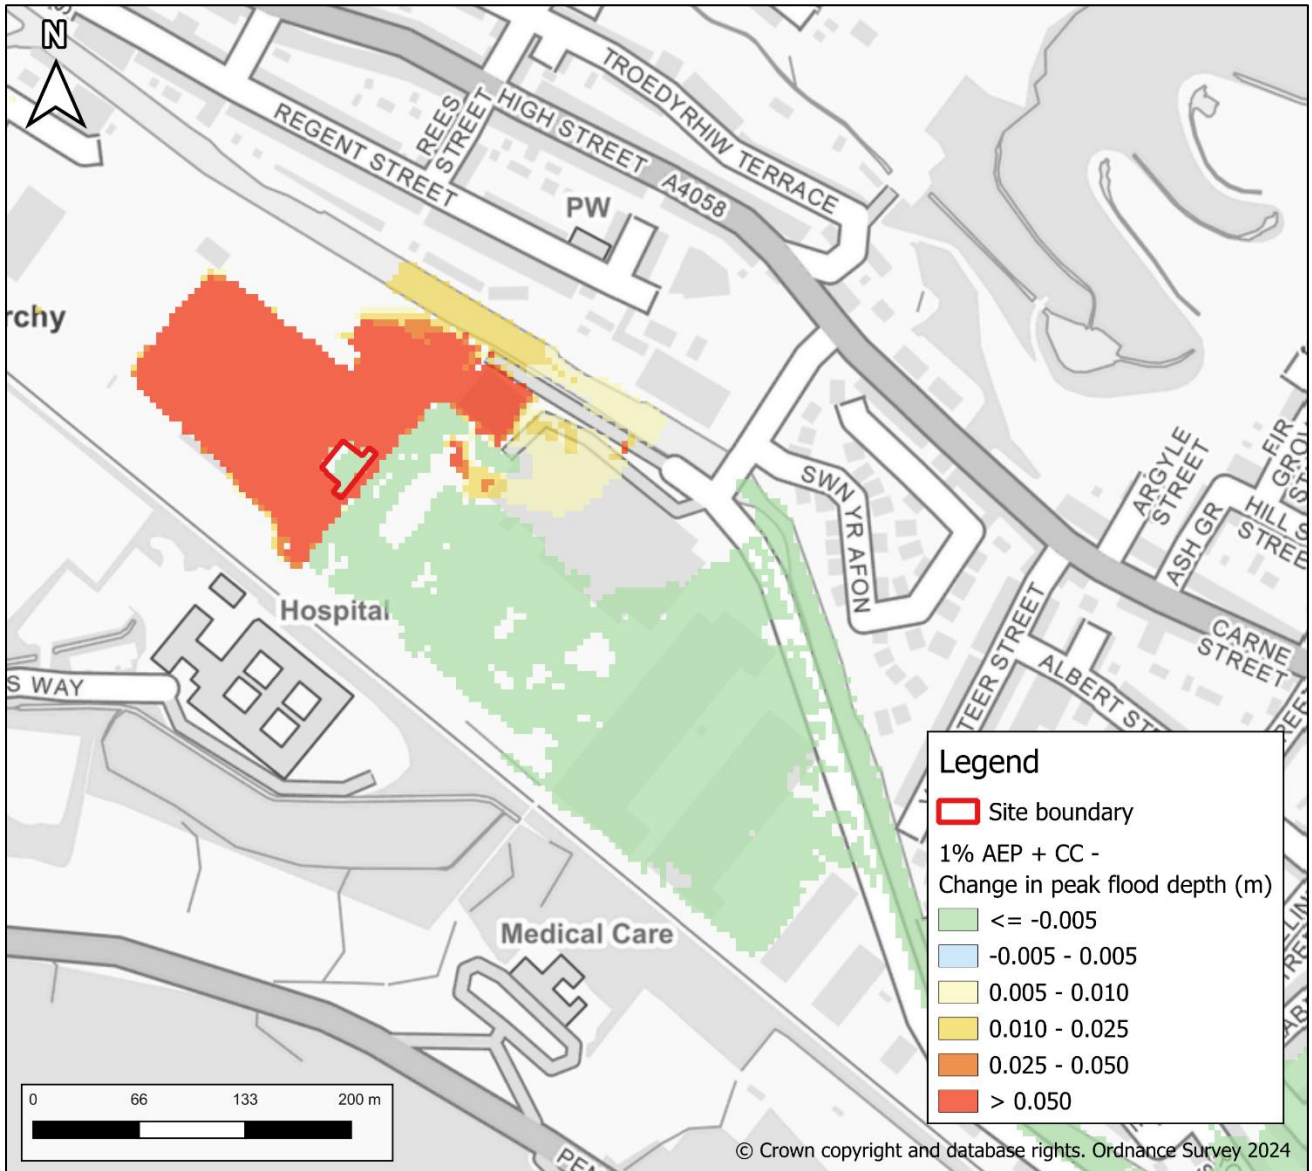 N
TROEDYRHIW TERRACE
REES
STREET
HIGH STREET
A4058
REGENT STREET
PW
rchy
SWN YR AFON
ARGYLE
STREET
ASH GR
HILL S
STREE
CARNE
STREET
Hospital
S WAY
TEER STREET
ALBERT STR
Medical Care
Legend
Site boundary
1% AEP + CC -
Change in peak flood depth (m)
<= -0.005
-0.005 - 0.005
0.005 - 0.010
0.010 - 0.025
0.025 - 0.050
> 0.050
0 66 133 200 m
PEN
© Crown copyright and database rights. Ordnance Survey 2024